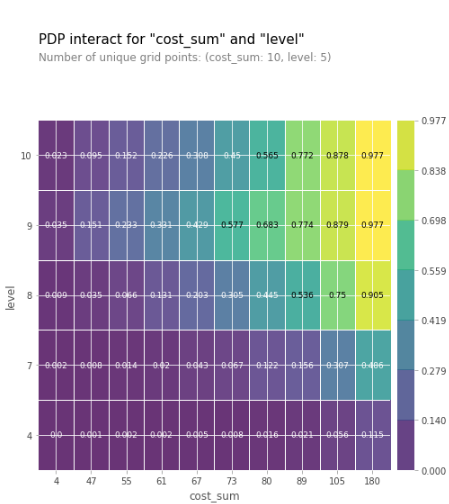 PDP interact for "cost_sum" and "level"
Number of unique grid points: (cost_sum: 10, level: 5)
0.977
10 0.023 0.095 0.152 0.226 0.308 0.45 0.565 0.772 0.878 0.977
0.838
9 0.035 0.151 0.233 0.331 0.429 0.577 0.683 0.774 0.879 0.977
0.698
0.559
level
8 0.009 0.035 0.066 0.131 0.203 0.305 0.445 0.536 0.75 0.905
0.419
0.279
7 0.002 0.008 0.014 0.02 0.043 0.067 0.122 0.156 0.307 0.486
0.140
4 0.0 0.001 0.002 0.002 0.005 0.008 0.016 0.021 0.056 0.115
0.000
4 47 55 61 67 73 80 89 105 180
cost_sum